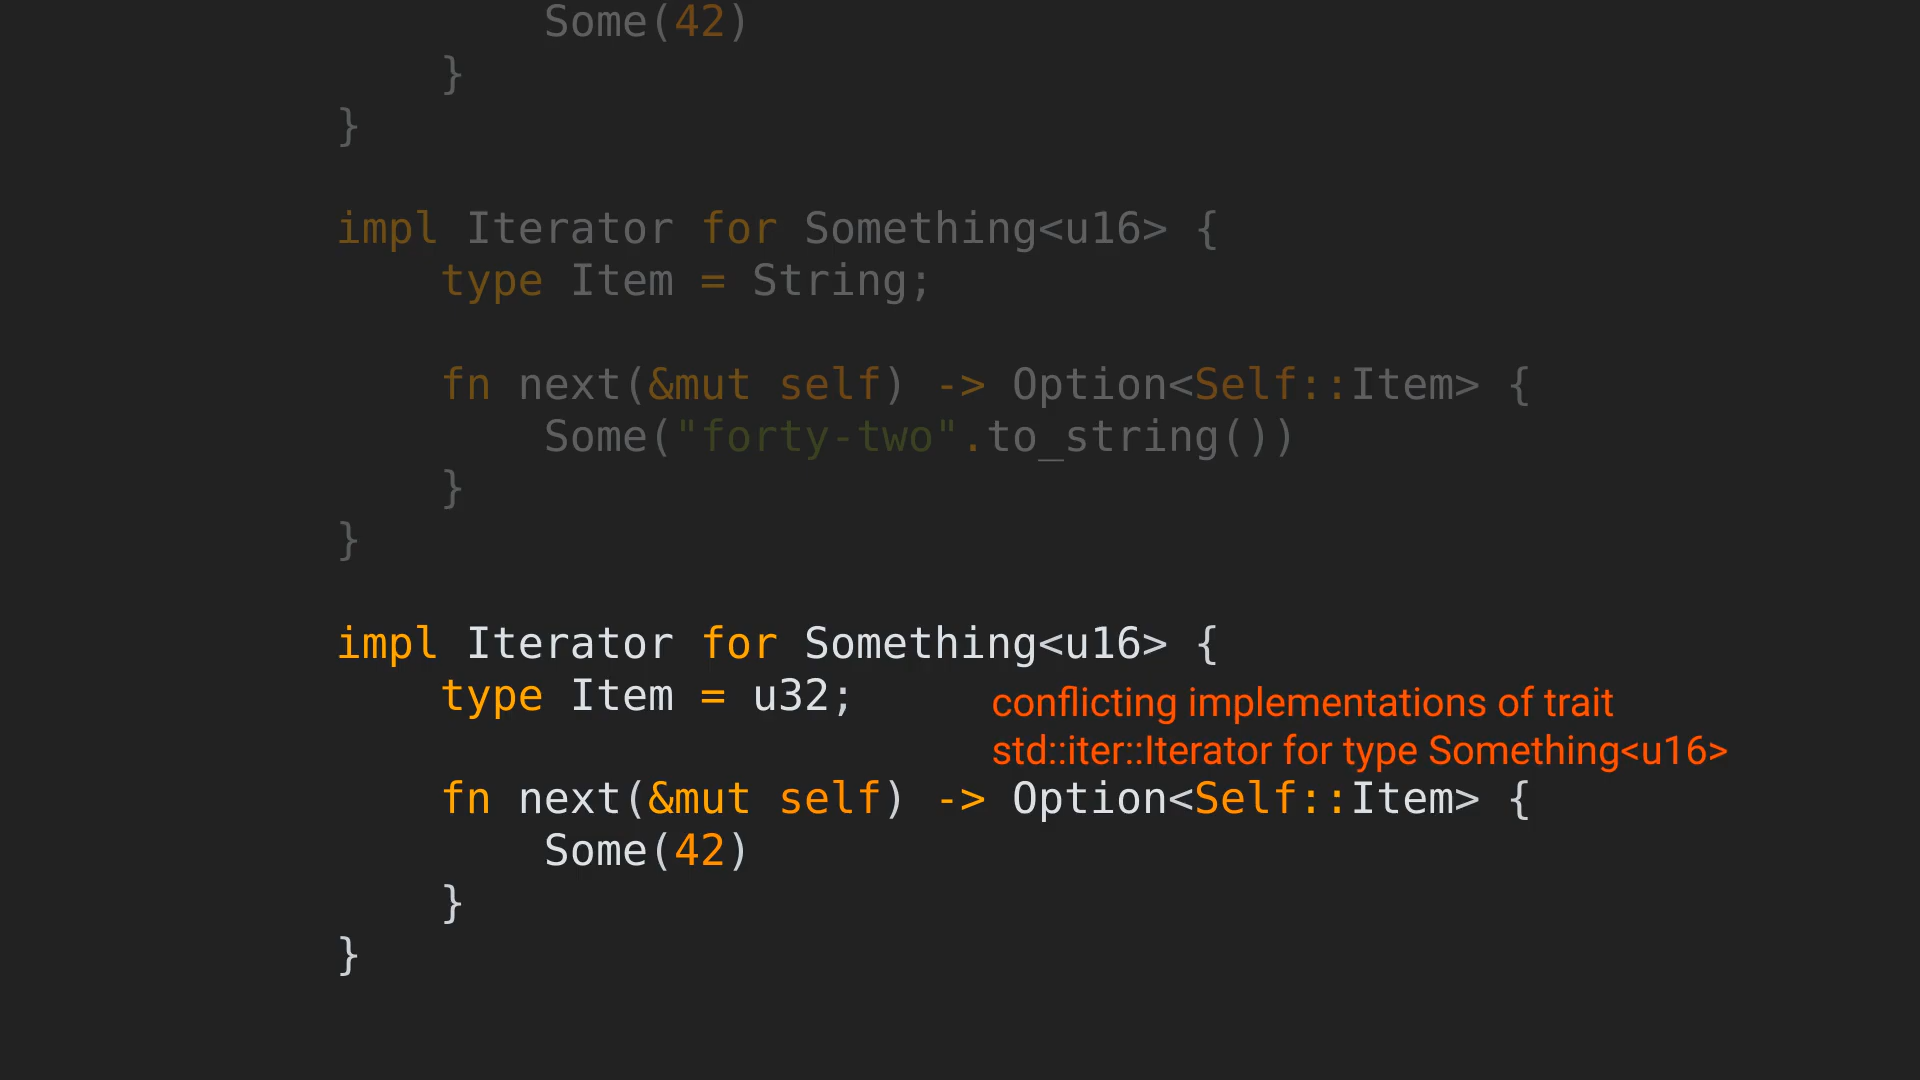 Some(42)
    }
}

impl Iterator for Something<u16> {
    type Item = String;

    fn next(&mut self) -> Option<Self::Item> {
        Some("forty-two".to_string())
    }
}

impl Iterator for Something<u16> {
    type Item = u32;
conflicting implementations of trait
std::iter::Iterator for type Something<u16>

    fn next(&mut self) -> Option<Self::Item> {
        Some(42)
    }
}